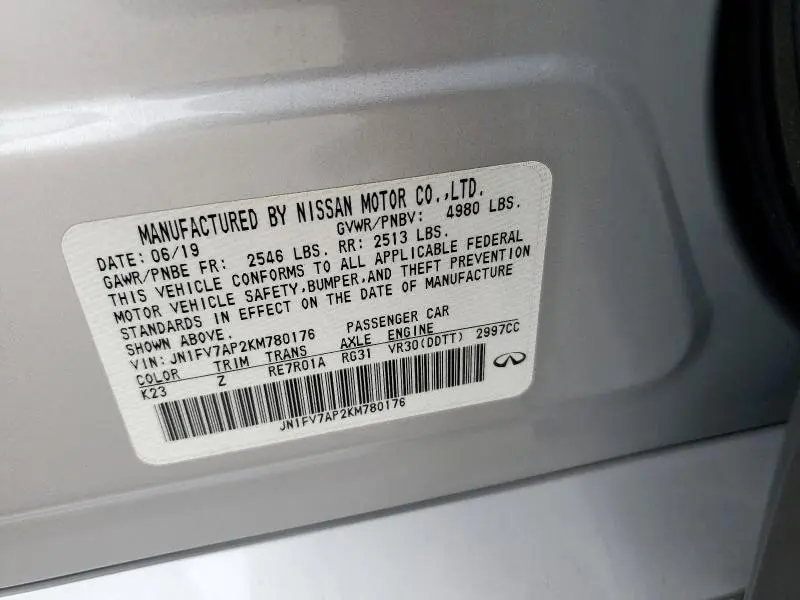 MANUFACTURED BY NISSAN MOTOR CO.,LTD.
DATE: 06/19 GVWR/PNBV: 4980 LBS.
GAWR/PNBE FR: 2546 LBS. RR: 2513 LBS.
THIS VEHICLE CONFORMS TO ALL APPLICABLE FEDERAL
MOTOR VEHICLE SAFETY,BUMPER,AND THEFT PREVENTION
STANDARDS IN EFFECT ON THE DATE OF MANUFACTURE
SHOWN ABOVE.
VIN: JN1FV7AP2KM780176 PASSENGER CAR
COLOR TRIM TRANS AXLE ENGINE
K23 Z RE7R01A RG31 VR30(DDTT) 2997CC
JN1FV7AP2KM780176